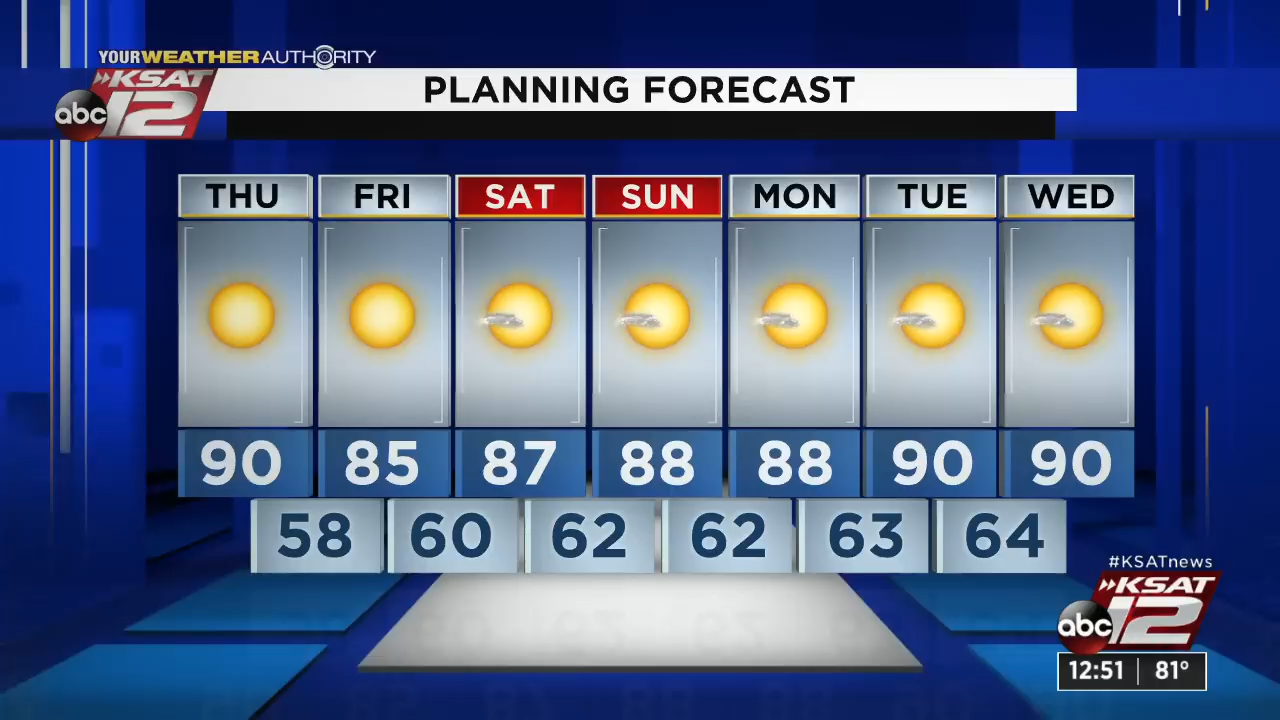 YOURWEATHERAUTHORITY
KSAT
abc 12
PLANNING FORECAST
THU FRI SAT SUN MON TUE WED
90 85 87 88 88 90 90
58 60 62 62 63 64
#KSATnews
KSAT
abc 12
12:51 | 81°